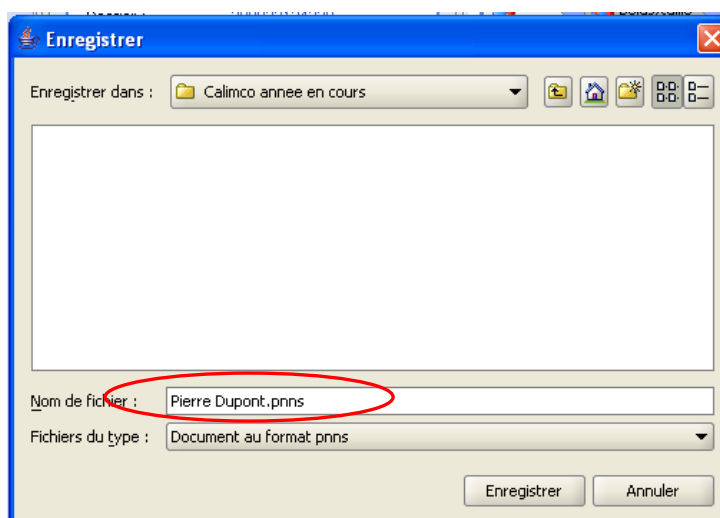 Enregistrer
Enregistrer dans : Calimco annee en cours
Nom de fichier : Pierre Dupont.pnns
Fichiers du type : Document au format pnns
Enregistrer Annuler